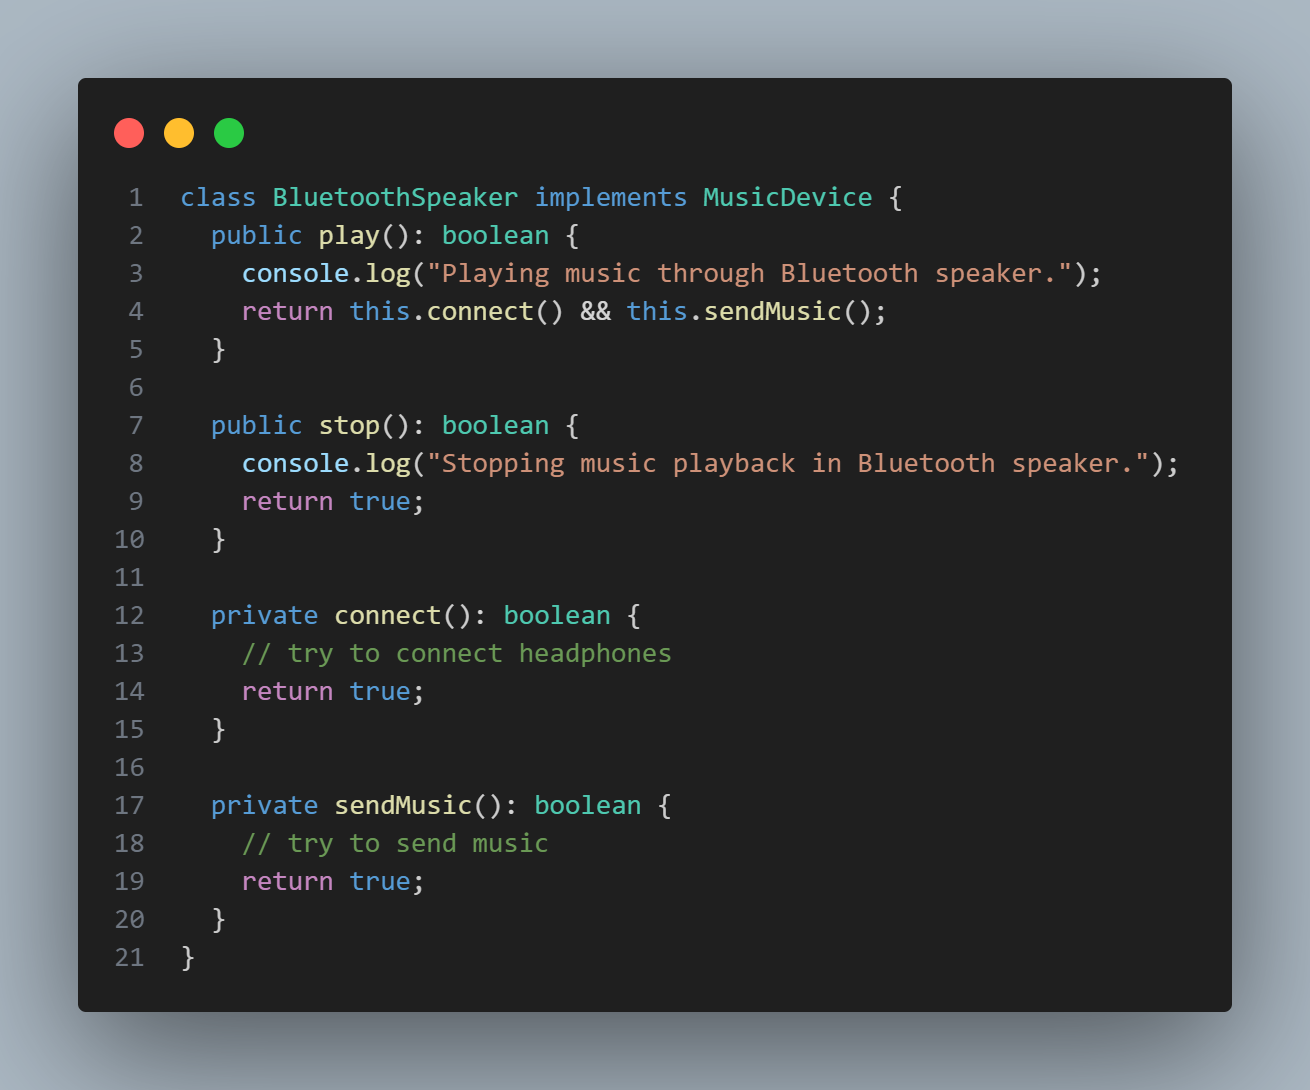 1 class BluetoothSpeaker implements MusicDevice {
2   public play(): boolean {
3     console.log("Playing music through Bluetooth speaker.");
4     return this.connect() && this.sendMusic();
5   }
6
7   public stop(): boolean {
8     console.log("Stopping music playback in Bluetooth speaker.");
9     return true;
10   }
11
12   private connect(): boolean {
13     // try to connect headphones
14     return true;
15   }
16
17   private sendMusic(): boolean {
18     // try to send music
19     return true;
20   }
21 }